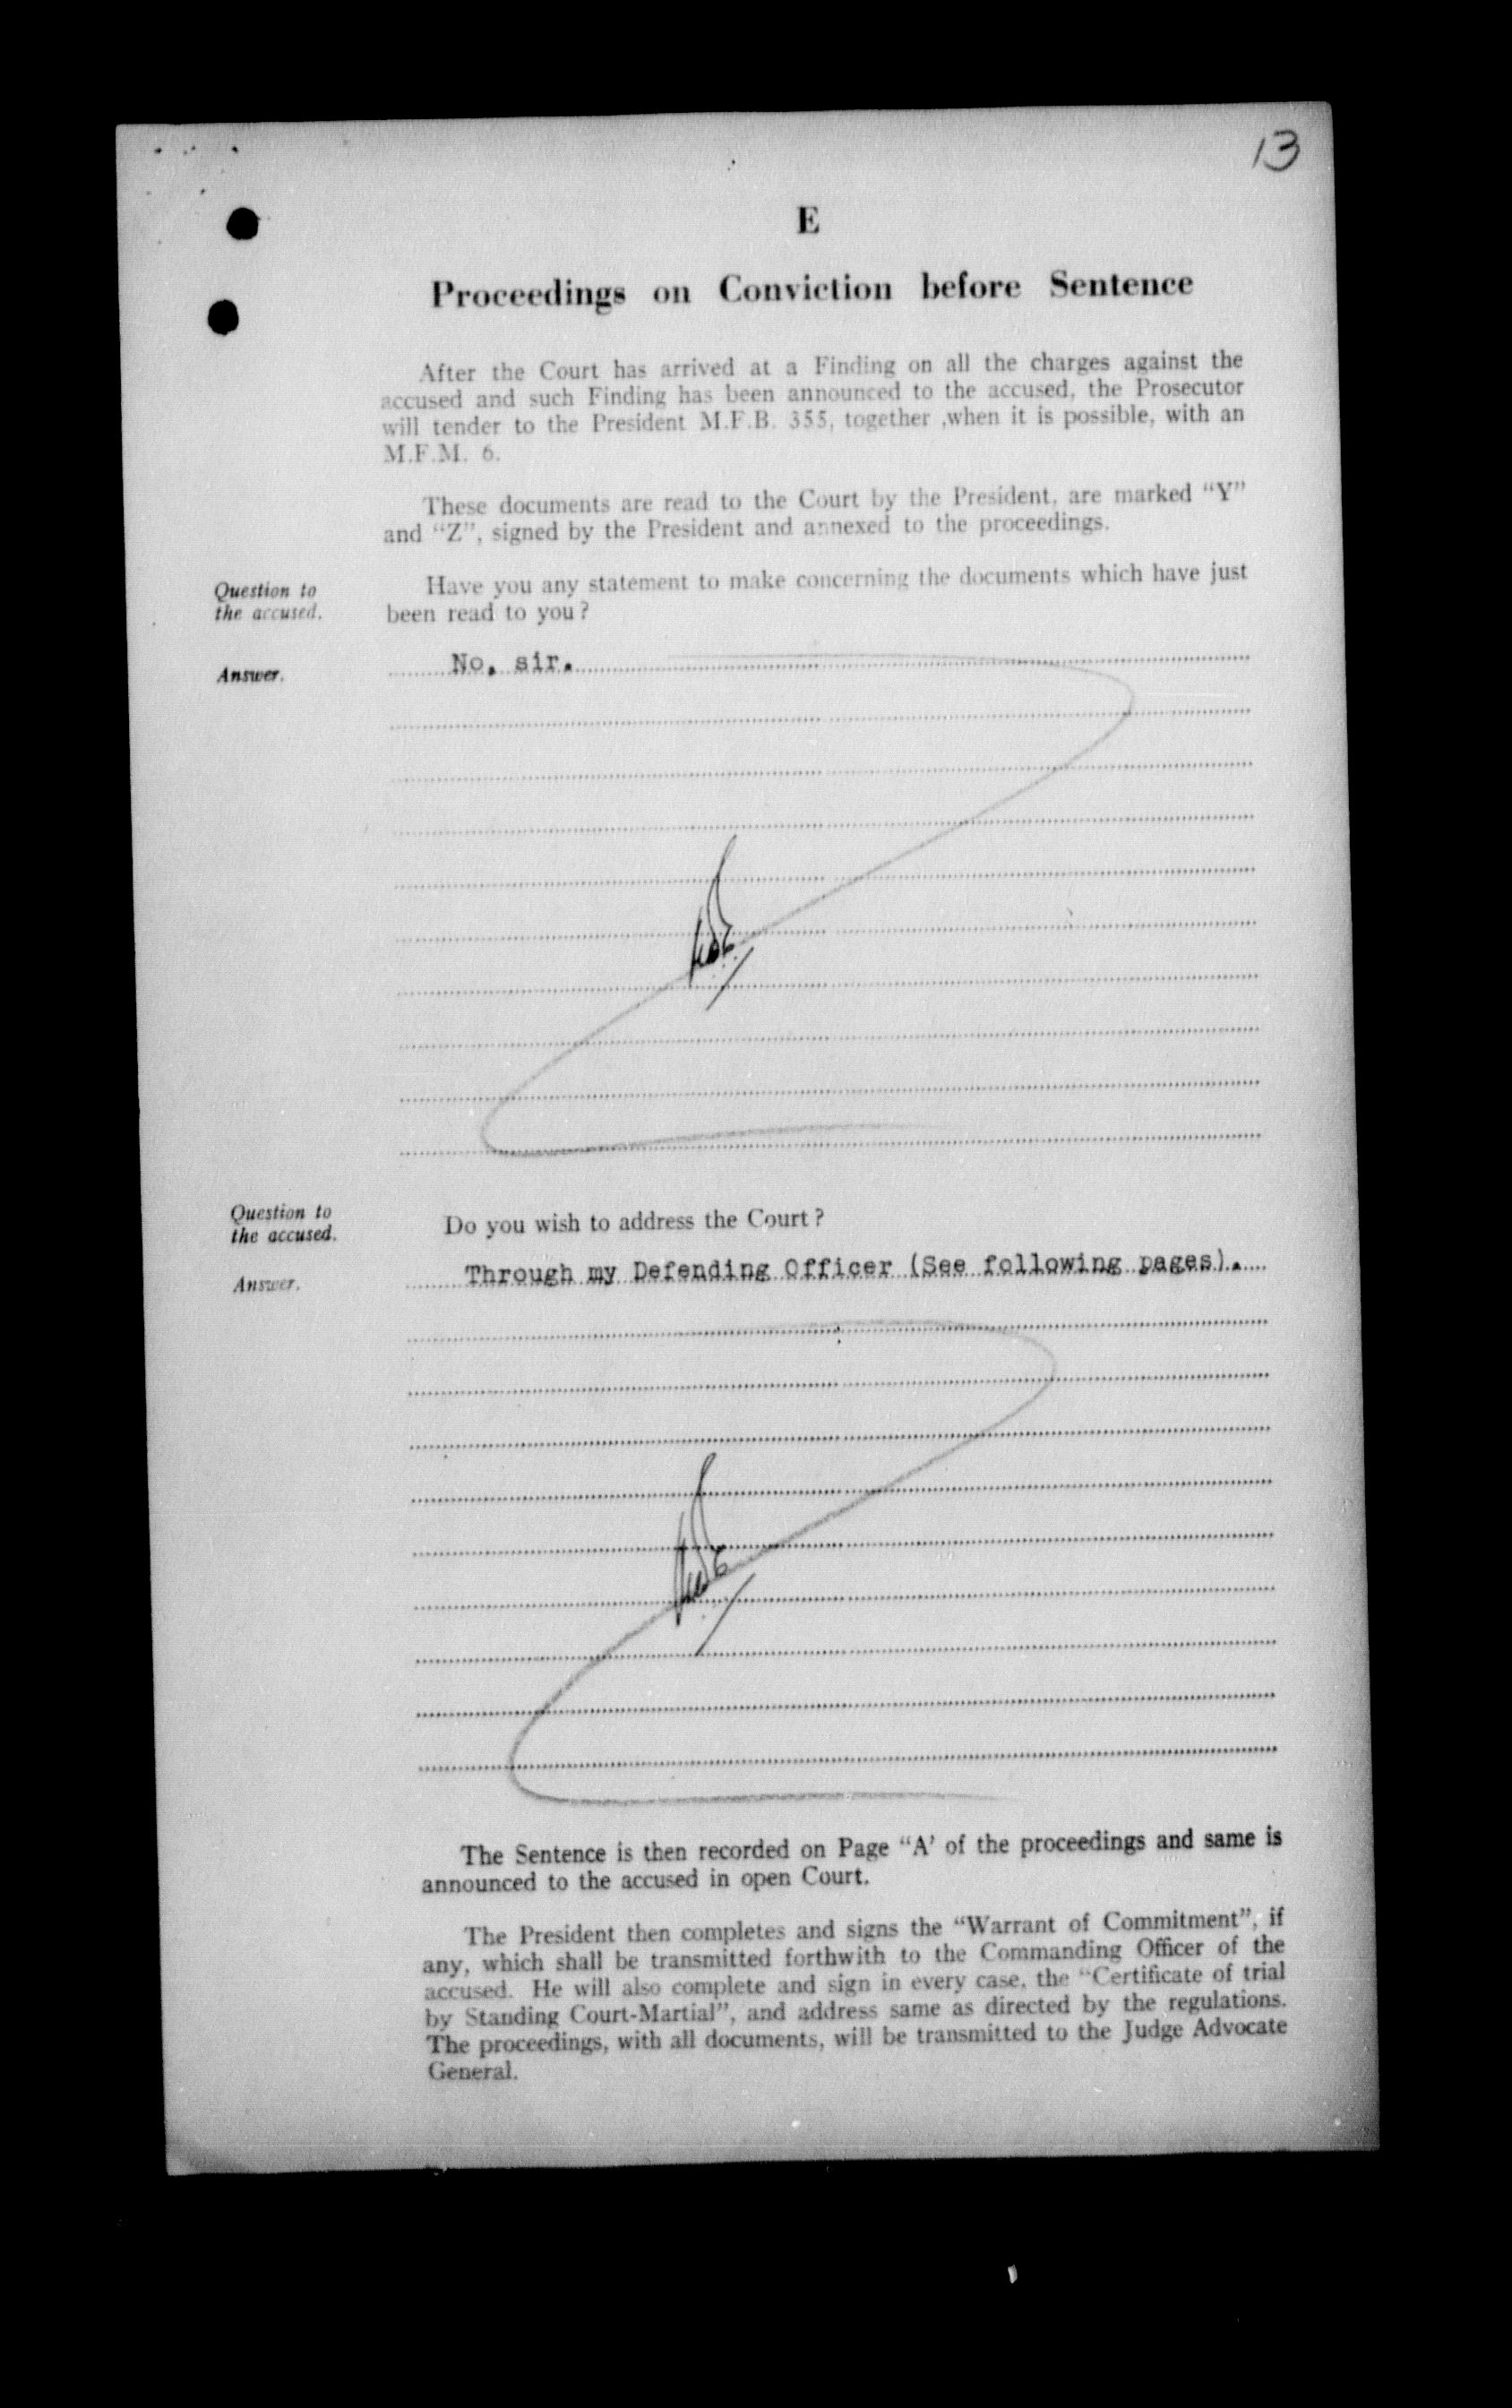 13
E
Proceedings on Conviction before Sentence
After the Court has arrived at a Finding on all the charges against the
accused and such Finding has been announced to the accused, the Prosecutor
will tender to the President M.F.B. 355, together ,when it is possible, with an
M.F.M. 6.
These documents are read to the Court by the President, are marked “Y”
and “Z”, signed by the President and annexed to the proceedings.
Question to
the accused.
Have you any statement to make concerning the documents which have just
been read to you?
Answer.
No, sir.
Question to
the accused.
Do you wish to address the Court?
Answer.
Through my Defending Officer (See following pages).
The Sentence is then recorded on Page “A’ of the proceedings and same is
announced to the accused in open Court.
The President then completes and signs the “Warrant of Commitment”, if
any, which shall be transmitted forthwith to the Commanding Officer of the
accused. He will also complete and sign in every case, the “Certificate of trial
by Standing Court-Martial”, and address same as directed by the regulations.
The proceedings, with all documents, will be transmitted to the Judge Advocate
General.